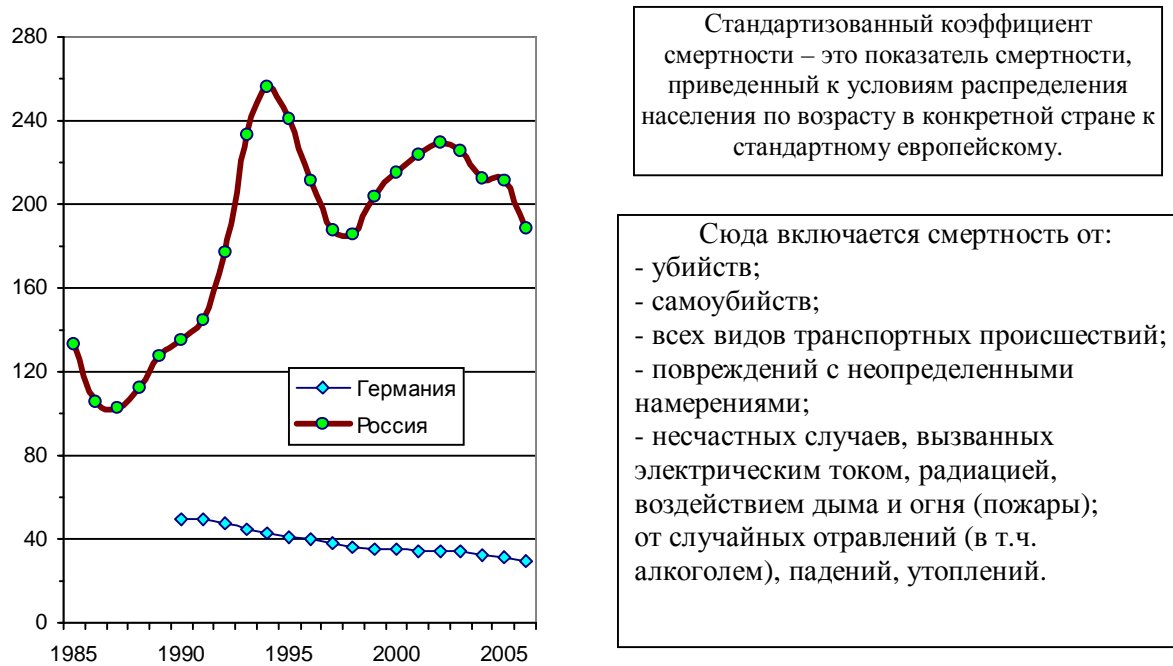 280
240
200
160
120
80
40
0
1985
1990
1995
2000
2005
Германия
Россия
Стандартизованный коэффициент
смертности – это показатель смертности,
приведенный к условиям распределения
населения по возрасту в конкретной стране к
стандартному европейскому.
Сюда включается смертность от:
- убийств;
- самоубийств;
- всех видов транспортных происшествий;
- повреждений с неопределенными
намерениями;
- несчастных случаев, вызванных
электрическим током, радиацией,
воздействием дыма и огня (пожары);
от случайных отравлений (в т.ч.
алкоголем), падений, утоплений.